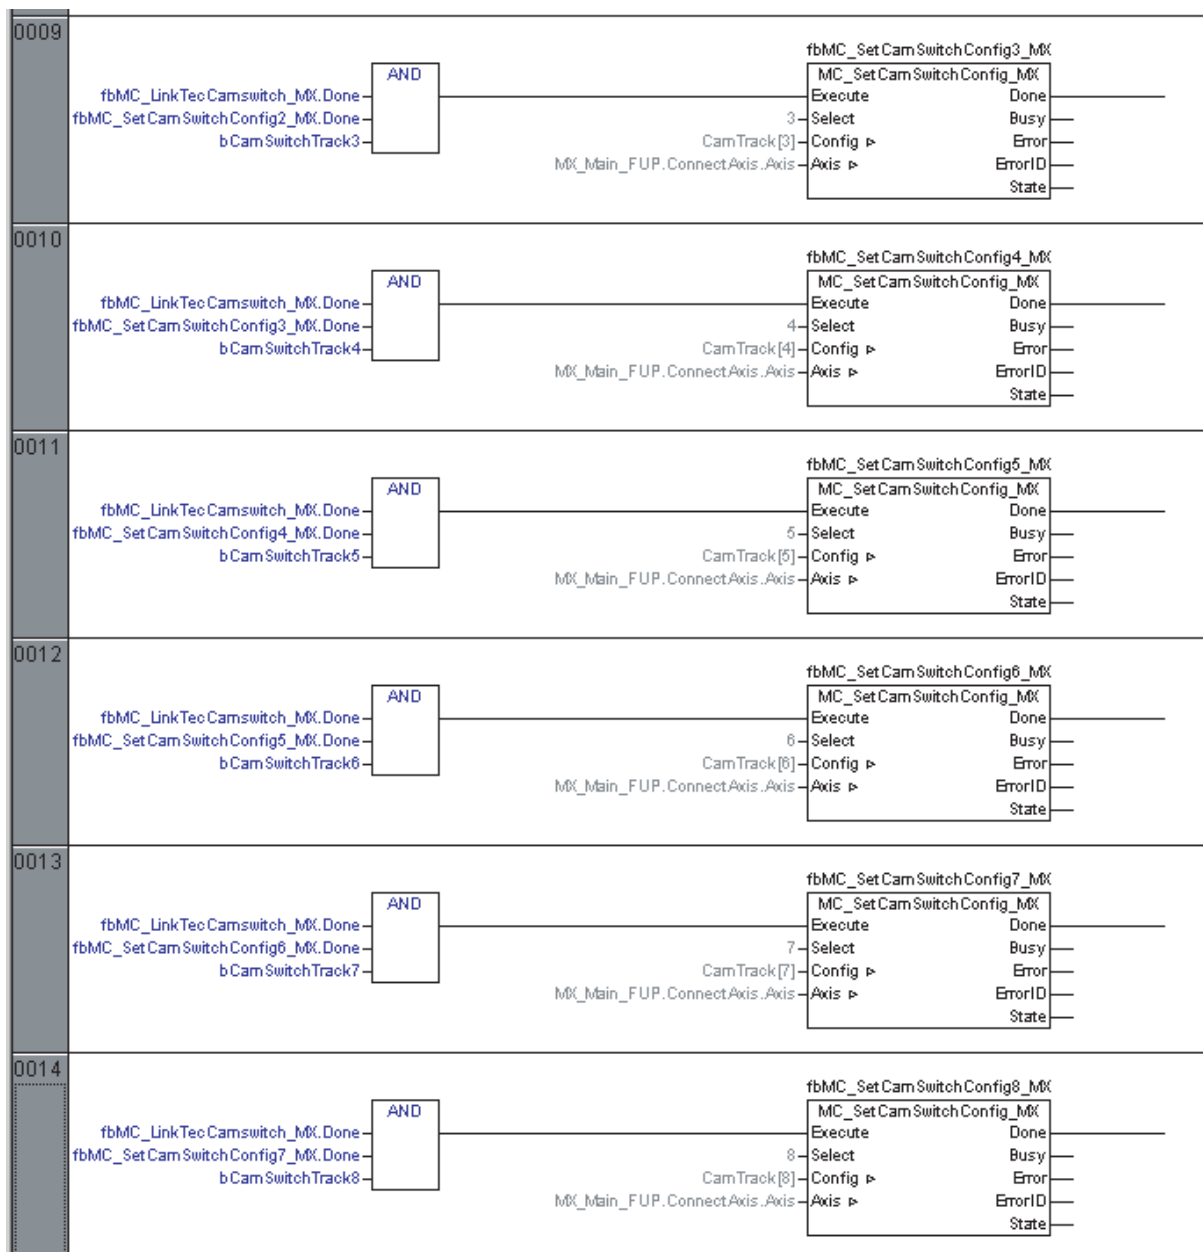 0009
fbMC_SetCamSwitchConfig3_MX
AND MC_SetCamSwitchConfig_MX
fbMC_LinkTecCamswitch_MX.Done Execute Done
fbMC_SetCamSwitchConfig2_MX.Done 3 Select Busy
bCamSwitchTrack3 CamTrack[3] Config Error
MX_Main_FUP.ConnectAxis.Axis Axis ErrorID
State
0010
fbMC_SetCamSwitchConfig4_MX
AND MC_SetCamSwitchConfig_MX
fbMC_LinkTecCamswitch_MX.Done Execute Done
fbMC_SetCamSwitchConfig3_MX.Done 4 Select Busy
bCamSwitchTrack4 CamTrack[4] Config Error
MX_Main_FUP.ConnectAxis.Axis Axis ErrorID
State
0011
fbMC_SetCamSwitchConfig5_MX
AND MC_SetCamSwitchConfig_MX
fbMC_LinkTecCamswitch_MX.Done Execute Done
fbMC_SetCamSwitchConfig4_MX.Done 5 Select Busy
bCamSwitchTrack5 CamTrack[5] Config Error
MX_Main_FUP.ConnectAxis.Axis Axis ErrorID
State
0012
fbMC_SetCamSwitchConfig6_MX
AND MC_SetCamSwitchConfig_MX
fbMC_LinkTecCamswitch_MX.Done Execute Done
fbMC_SetCamSwitchConfig5_MX.Done 6 Select Busy
bCamSwitchTrack6 CamTrack[6] Config Error
MX_Main_FUP.ConnectAxis.Axis Axis ErrorID
State
0013
fbMC_SetCamSwitchConfig7_MX
AND MC_SetCamSwitchConfig_MX
fbMC_LinkTecCamswitch_MX.Done Execute Done
fbMC_SetCamSwitchConfig6_MX.Done 7 Select Busy
bCamSwitchTrack7 CamTrack[7] Config Error
MX_Main_FUP.ConnectAxis.Axis Axis ErrorID
State
0014
fbMC_SetCamSwitchConfig8_MX
AND MC_SetCamSwitchConfig_MX
fbMC_LinkTecCamswitch_MX.Done Execute Done
fbMC_SetCamSwitchConfig7_MX.Done 8 Select Busy
bCamSwitchTrack8 CamTrack[8] Config Error
MX_Main_FUP.ConnectAxis.Axis Axis ErrorID
State